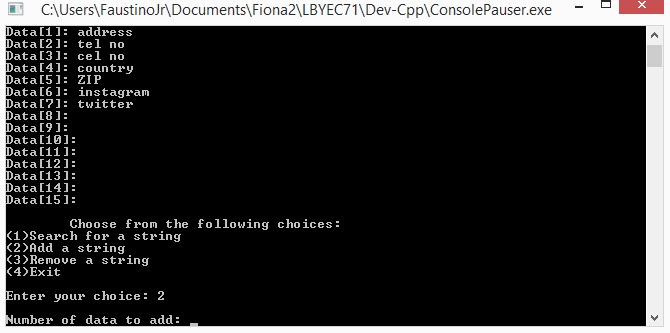 C:\Users\FaustinoJr\Documents\Fiona2\LBYEC71\Dev-Cpp\ConsolePauser.exe
Data[1]: address
Data[2]: tel no
Data[3]: cel no
Data[4]: country
Data[5]: ZIP
Data[6]: instagram
Data[7]: twitter
Data[8]:
Data[9]:
Data[10]:
Data[11]:
Data[12]:
Data[13]:
Data[14]:
Data[15]:
Choose from the following choices:
(1)Search for a string
(2)Add a string
(3)Remove a string
(4)Exit
Enter your choice: 2
Number of data to add: _